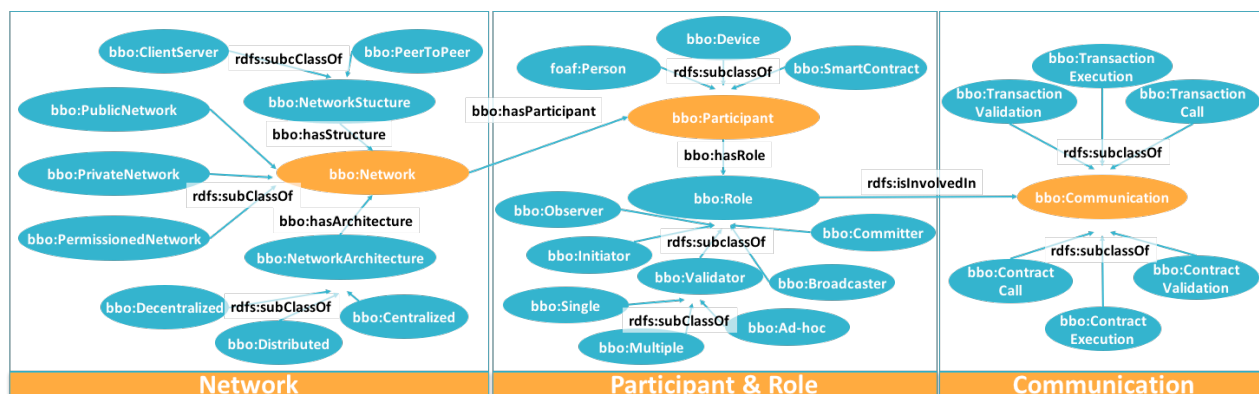 bbo:ClientServer
bbo:PeerToPeer
rdfs:subcClassOf
bbo:NetworkStucture
bbo:PublicNetwork
bbo:hasStructure
bbo:Network
bbo:PrivateNetwork
rdfs:subClassOf
bbo:hasArchitecture
bbo:PermissionedNetwork
bbo:NetworkArchitecture
bbo:Decentralized
rdfs:subClassOf
bbo:Centralized
bbo:Distributed
Network
bbo:hasParticipant
bbo:Device
foaf:Person
rdfs:subclassOf
bbo:SmartContract
bbo:Participant
bbo:hasRole
bbo:Role
bbo:Observer
bbo:Committer
rdfs:subclassOf
bbo:Initiator
bbo:Validator
bbo:Broadcaster
bbo:Single
rdfs:subClassOf
bbo:Ad-hoc
bbo:Multiple
Participant & Role
rdfs:isInvolvedIn
bbo:Transaction
Execution
bbo:Transaction
Validation
bbo:Transaction
Call
rdfs:subclassOf
bbo:Communication
rdfs:subclassOf
bbo:Contract
Call
bbo:Contract
Validation
bbo:Contract
Execution
Communication